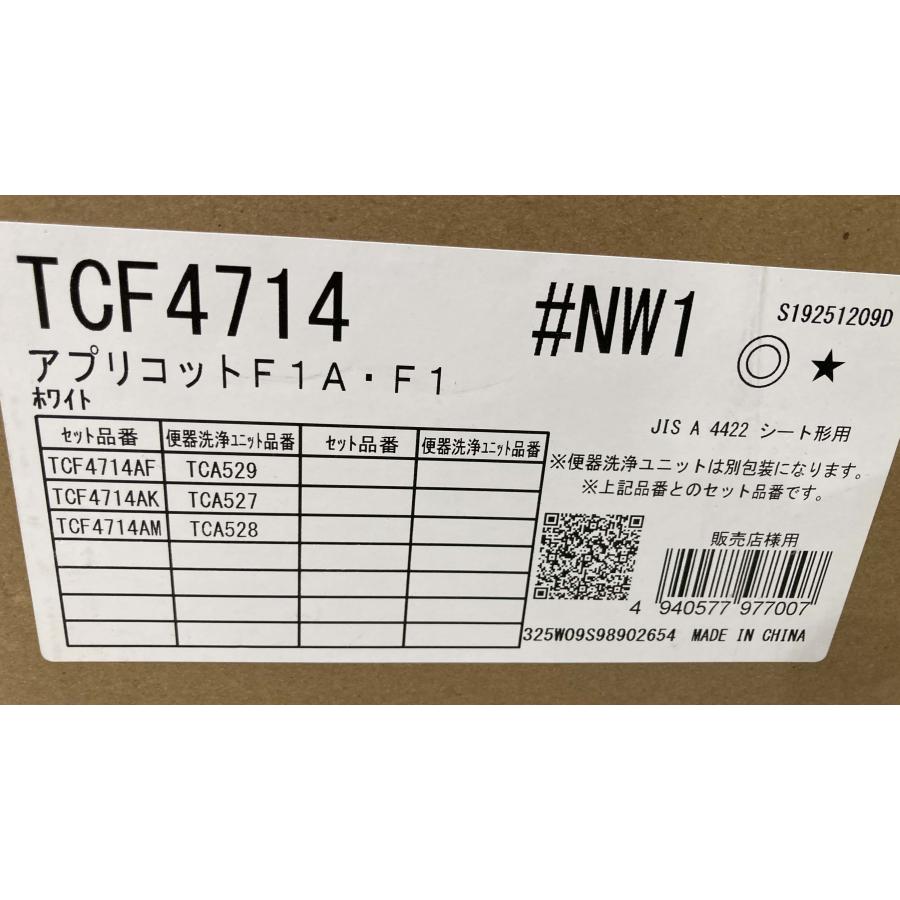 TCF4714 #NW1 S19251209D
アプリコットF1A・F1 ◎ ★
ホワイト
JIS A 4422 シート形用
セット品番 便器洗浄ユニット品番 セット品番 便器洗浄ユニット品番
TCF4714AF TCA529
TCF4714AK TCA527
TCF4714AM TCA528
※便器洗浄ユニットは別包装になります。
※上記品番とのセット品番です。
販売店様用
4 940577 977007
325W09S98902654 MADE IN CHINA